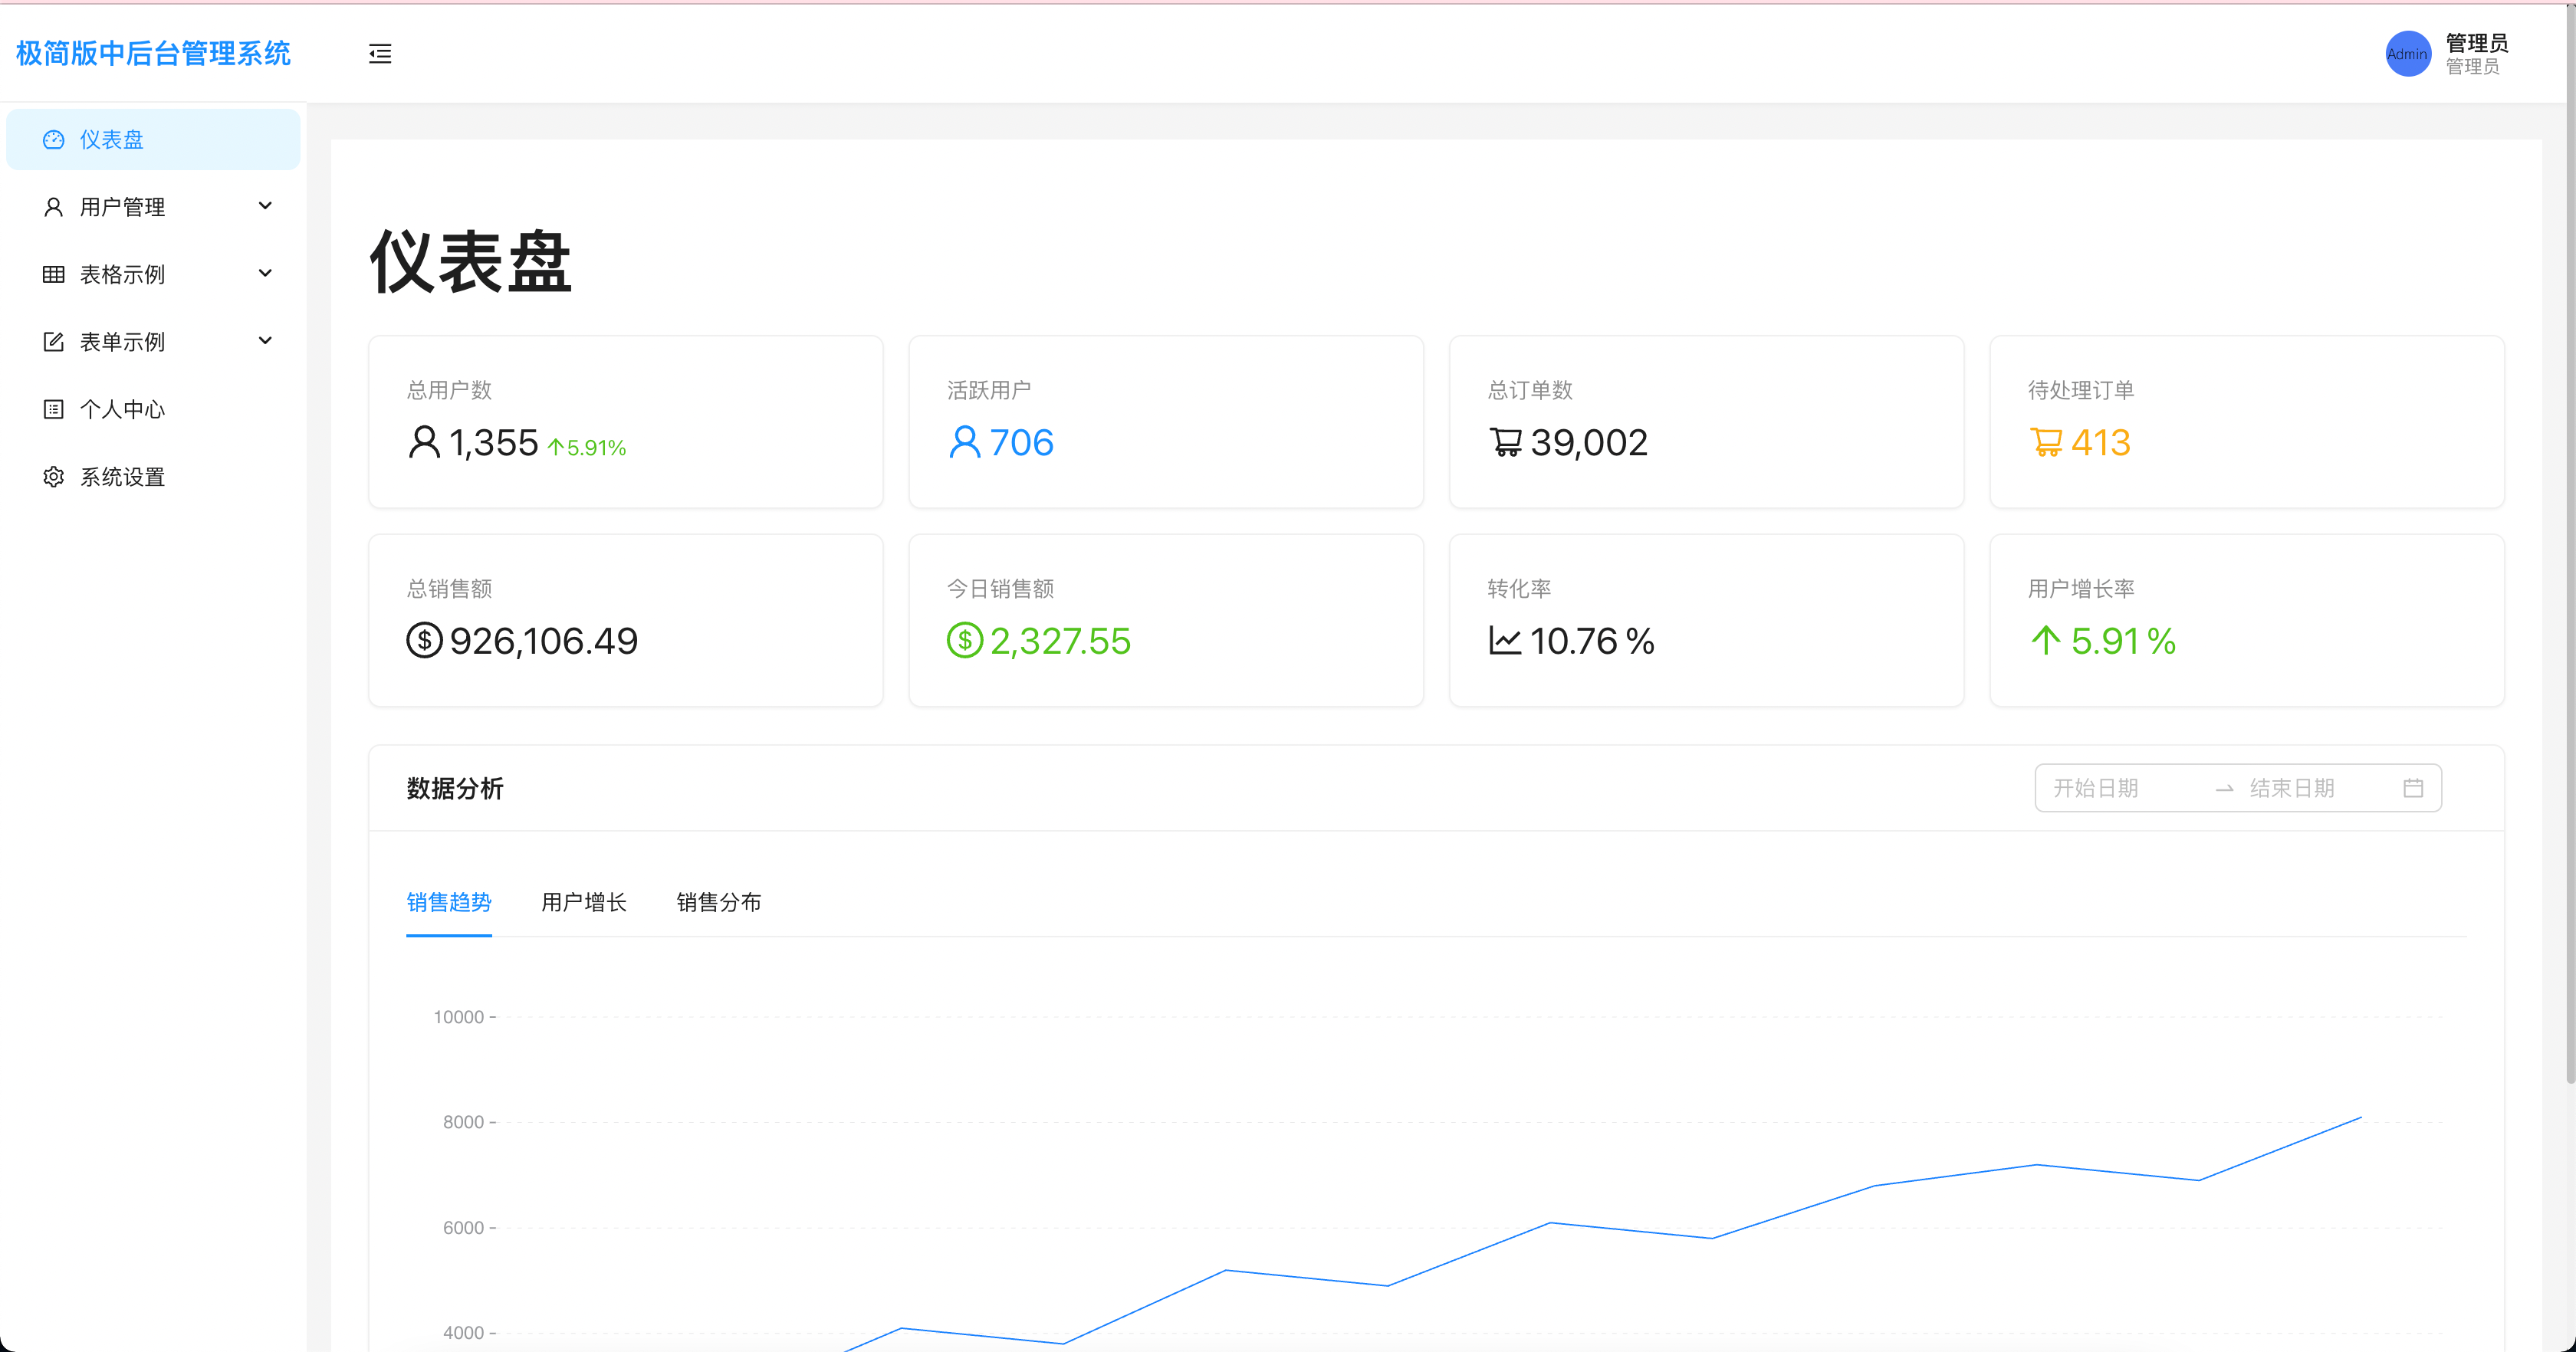 极简版中后台管理系统
Admin
管理员
管理员
仪表盘
用户管理
表格示例
表单示例
个人中心
系统设置
仪表盘
总用户数
1,355 5.91%
活跃用户
706
总订单数
39,002
待处理订单
413
总销售额
926,106.49
今日销售额
2,327.55
转化率
10.76 %
用户增长率
5.91 %
数据分析
开始日期
结束日期
销售趋势 用户增长 销售分布
10000
8000
6000
4000